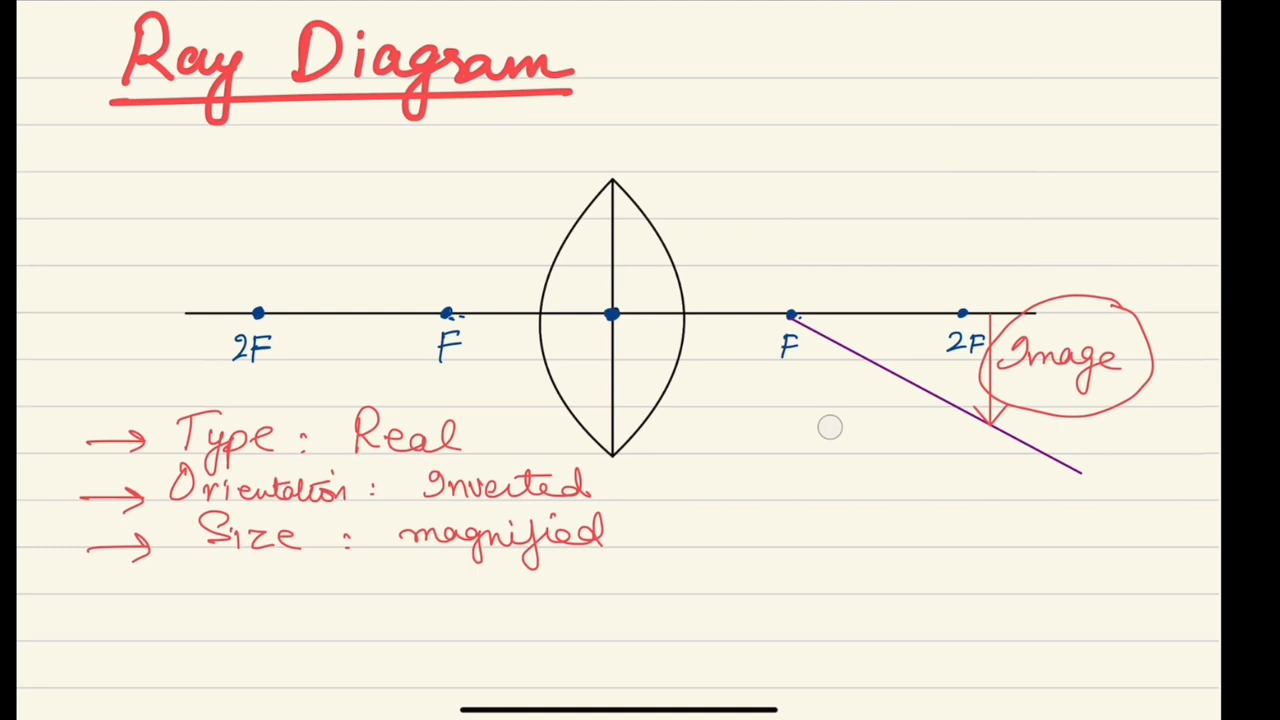 Ray Diagram
2F F F 2F Image
→ Type : Real
→ Orientation : Inverted
→ Size : magnified